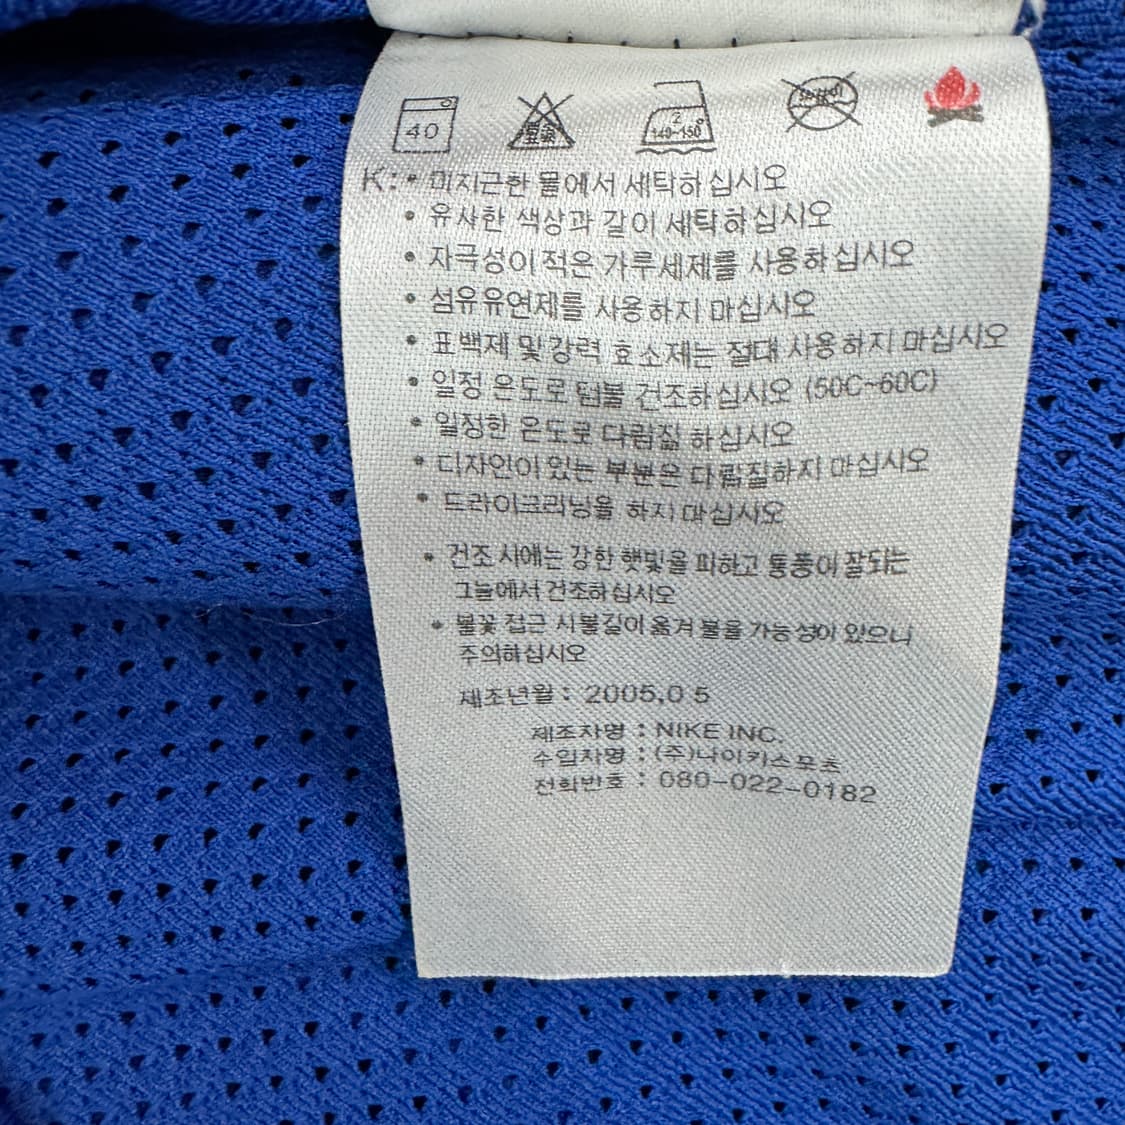 40
염소
표백
2
140~150°
드라이
K: • 미지근한 물에서 세탁하십시오
• 유사한 색상과 같이 세탁하십시오
• 자극성이 적은 가루세제를 사용하십시오
• 섬유유연제를 사용하지 마십시오
• 표백제 및 강력 효소제는 절대 사용하지 마십시오
• 일정 온도로 텀블 건조하십시오 (50C~60C)
• 일정한 온도로 다림질 하십시오
• 디자인이 있는 부분은 다림질하지 마십시오
• 드라이크리닝을 하지 마십시오
• 건조 시에는 강한 햇빛을 피하고 통풍이 잘되는
그늘에서 건조하십시오
• 불꽃 접근 시 불길이 옮겨 붙을 가능성이 있으니
주의하십시오
제조년월 : 2005,0 5
제조자명 : NIKE INC.
수입자명 : (주)나이키스포츠
전화번호 : 080-022-0182